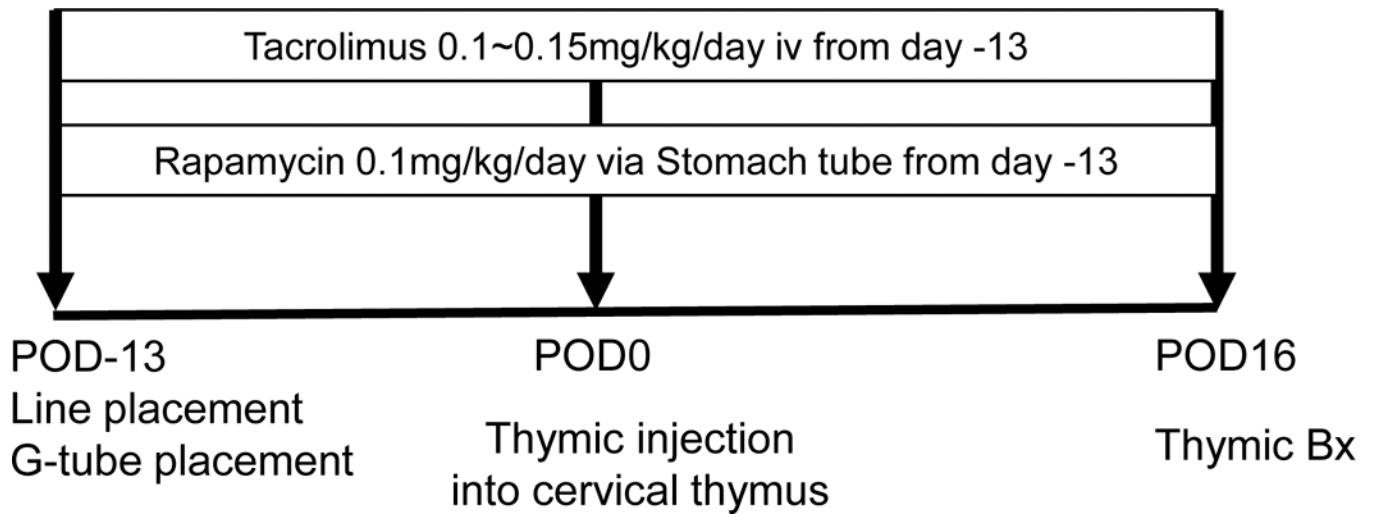 Tacrolimus 0.1~0.15mg/kg/day iv from day -13
Rapamycin 0.1mg/kg/day via Stomach tube from day -13
POD-13
Line placement
G-tube placement
POD0
Thymic injection
into cervical thymus
POD16
Thymic Bx